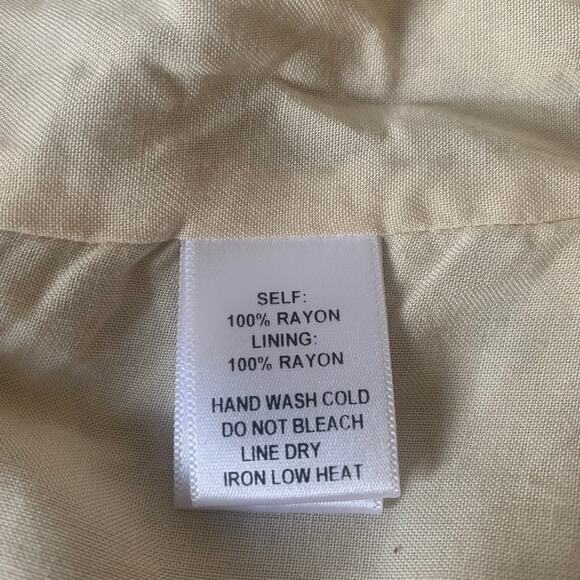 SELF:
100% RAYON
LINING:
100% RAYON
HAND WASH COLD
DO NOT BLEACH
LINE DRY
IRON LOW HEAT